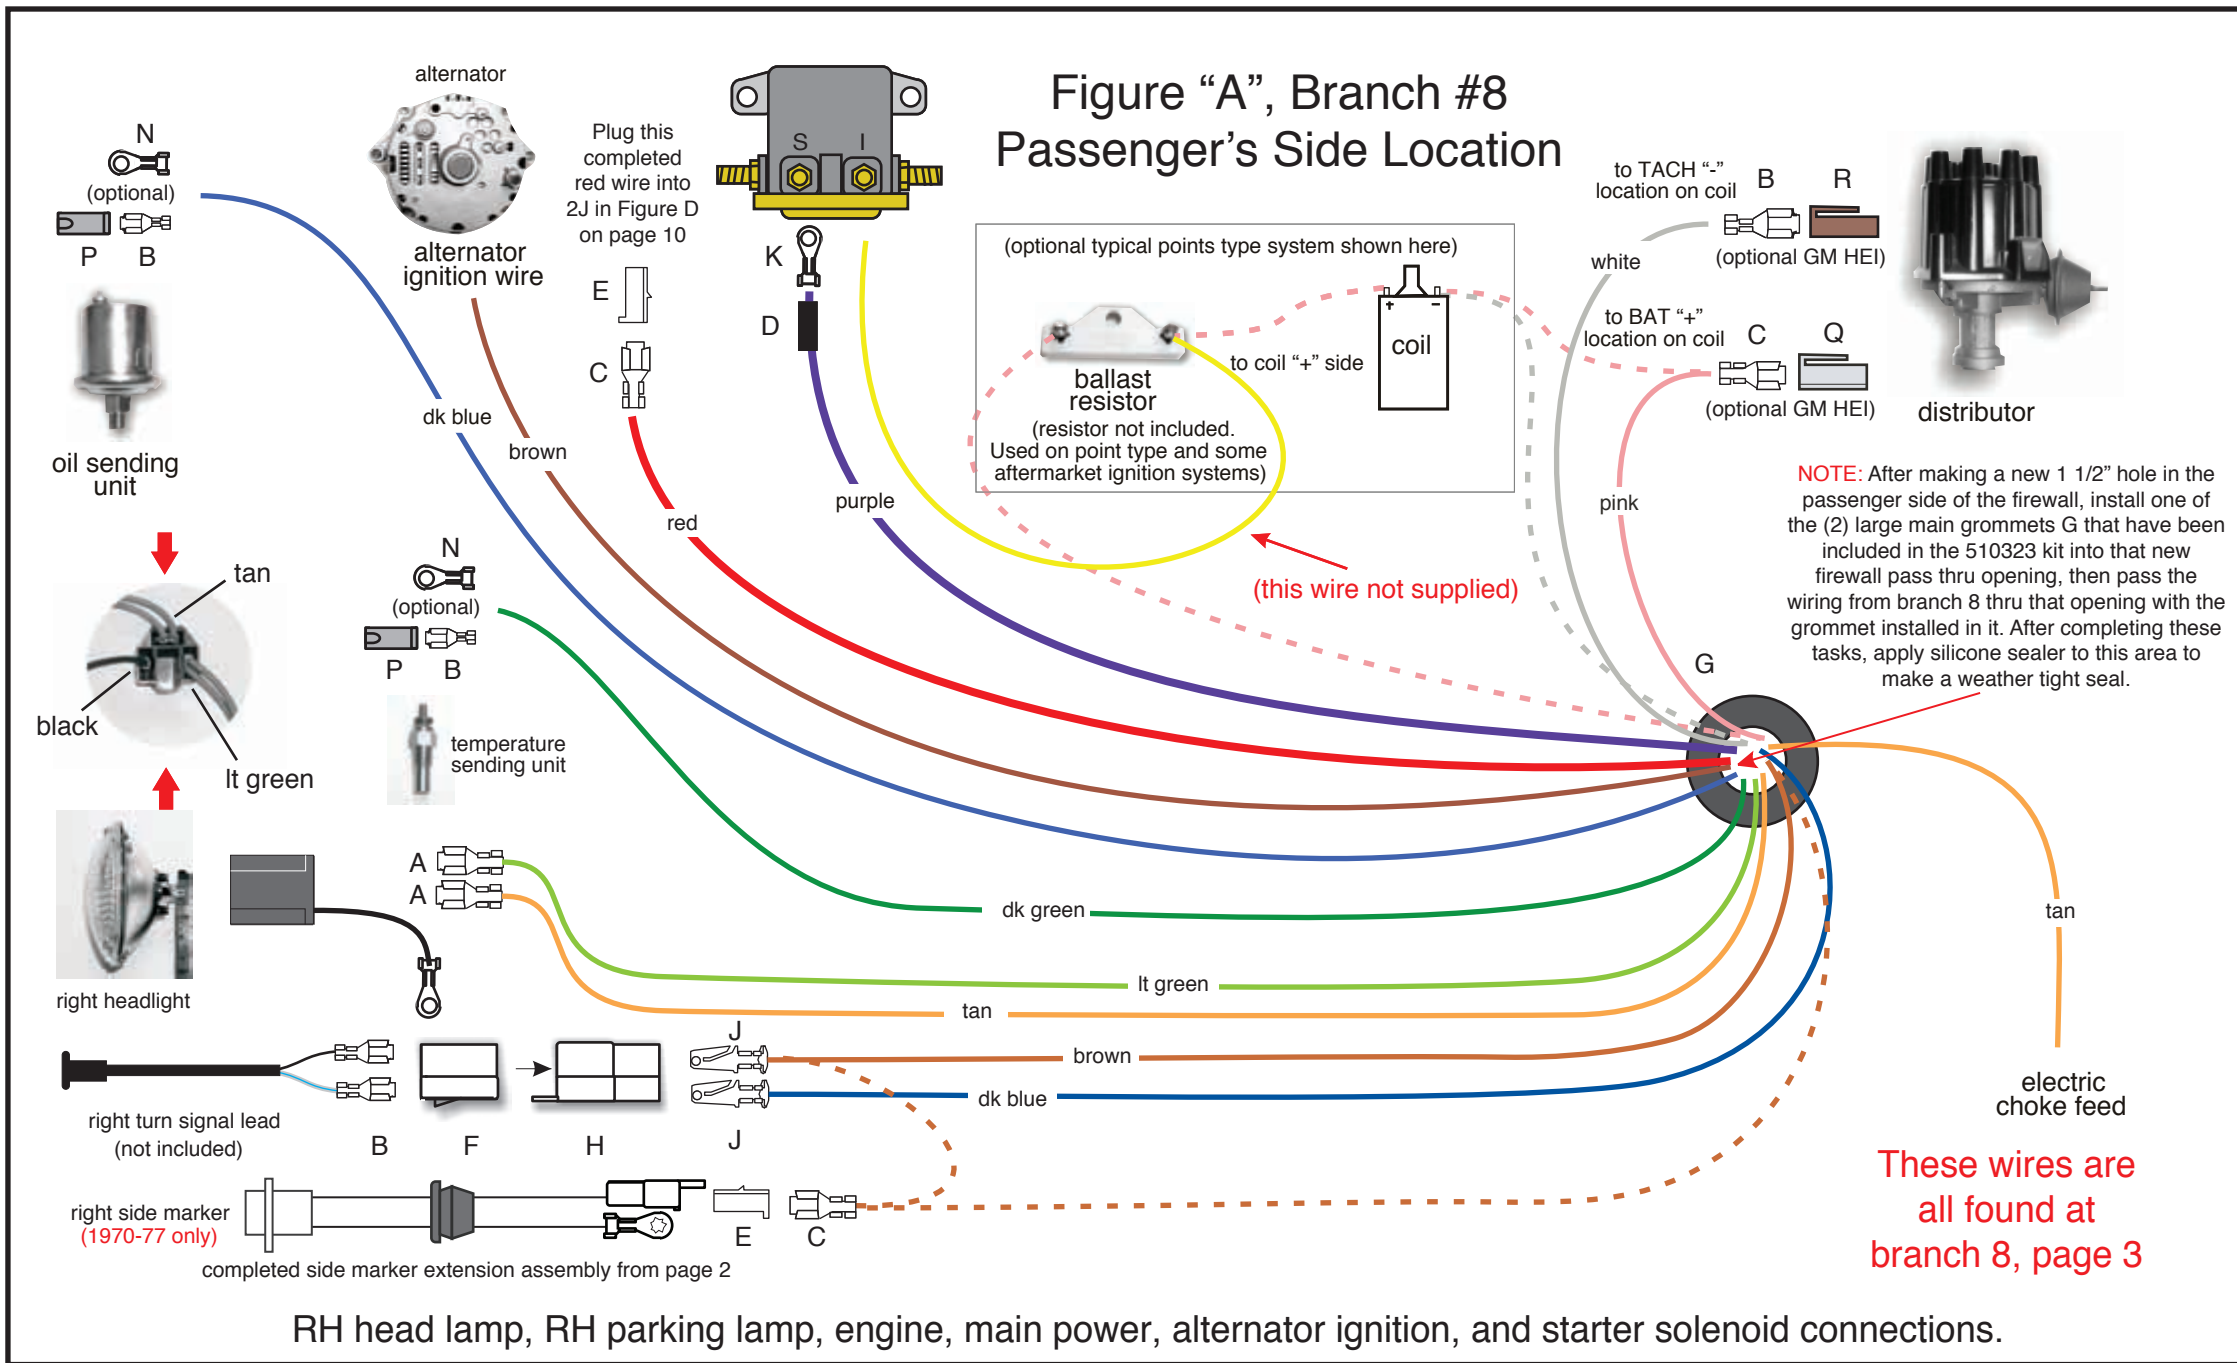 Figure “A”, Branch #8
Passenger’s Side Location
N
(optional)
P
B
oil sending
unit
alternator
alternator
ignition wire
Plug this
completed
red wire into
2J in Figure D
on page 10
E
C
S
I
K
D
(optional typical points type system shown here)
+
-
coil
to coil “+” side
ballast
resistor
(resistor not included.
Used on point type and some
aftermarket ignition systems)
to TACH “-”
location on coil
B
R
(optional GM HEI)
white
to BAT “+”
location on coil
C
Q
(optional GM HEI)
distributor
pink
dk blue
brown
red
purple
(this wire not supplied)
NOTE: After making a new 1 1/2” hole in the
passenger side of the firewall, install one of
the (2) large main grommets G that have been
included in the 510323 kit into that new
firewall pass thru opening, then pass the
wiring from branch 8 thru that opening with the
grommet installed in it. After completing these
tasks, apply silicone sealer to this area to
make a weather tight seal.
G
tan
black
lt green
N
(optional)
P
B
temperature
sending unit
right headlight
A
A
dk green
lt green
tan
tan
J
brown
dk blue
J
right turn signal lead
(not included)
B
F
H
electric
choke feed
right side marker
(1970-77 only)
E
C
completed side marker extension assembly from page 2
These wires are
all found at
branch 8, page 3
RH head lamp, RH parking lamp, engine, main power, alternator ignition, and starter solenoid connections.